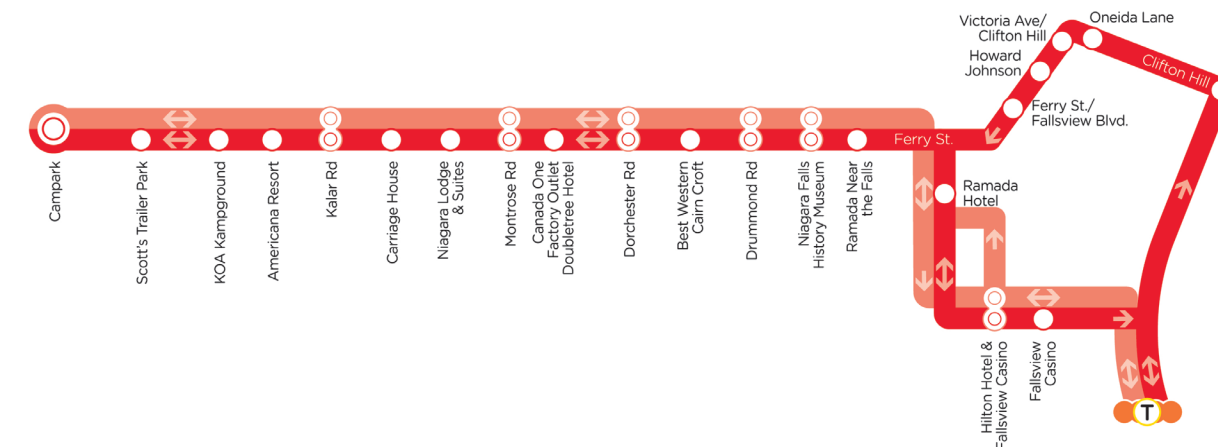 Victoria Ave/
Clifton Hill
Oneida Lane
Howard
Johnson
Clifton Hill
Ferry St./
Fallsview Blvd.
Ferry St.
Campark
Scott's Trailer Park
KOA Kampground
Americana Resort
Kalar Rd
Carriage House
Niagara Lodge
& Suites
Montrose Rd
Canada One
Factory Outlet
Doubletree Hotel
Dorchester Rd
Best Western
Cairn Croft
Drummond Rd
Niagara Falls
History Museum
Ramada Near
the Falls
Ramada
Hotel
Hilton Hotel &
Fallsview Casino
Fallsview
Casino
T